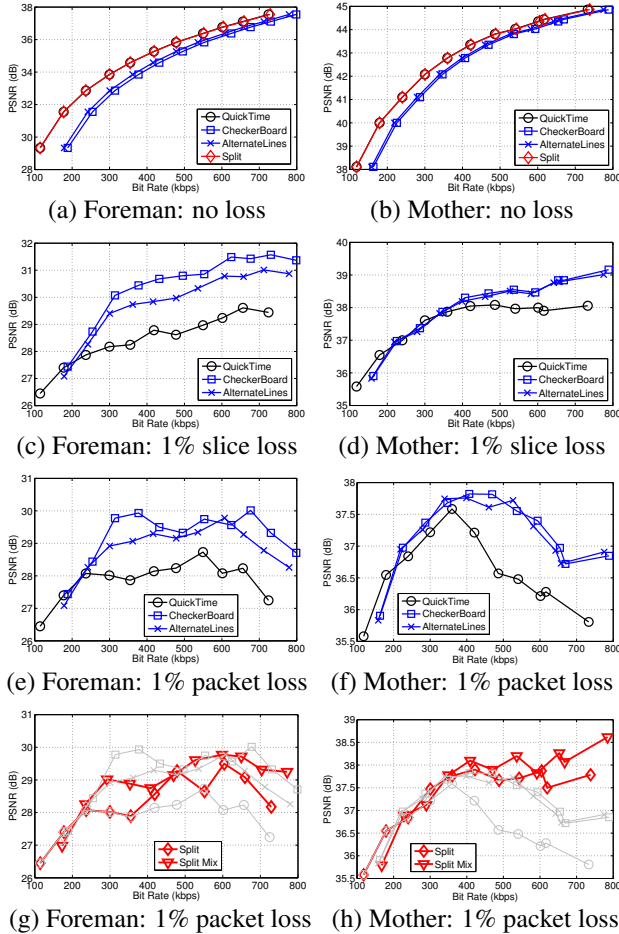 38
36
34
32
30
28
PSNR (dB)
QuickTime
CheckerBoard
AlternateLines
Split
100 200 300 400 500 600 700 800
Bit Rate (kbps)
(a) Foreman: no loss
45
44
43
42
41
40
39
38
PSNR (dB)
QuickTime
CheckerBoard
AlternateLines
Split
100 200 300 400 500 600 700 800
Bit Rate (kbps)
(b) Mother: no loss
32
31
30
29
28
27
26
PSNR (dB)
QuickTime
CheckerBoard
AlternateLines
100 200 300 400 500 600 700 800
Bit Rate (kbps)
(c) Foreman: 1% slice loss
40
39
38
37
36
35
PSNR (dB)
QuickTime
CheckerBoard
AlternateLines
100 200 300 400 500 600 700 800
Bit Rate (kbps)
(d) Mother: 1% slice loss
31
30
29
28
27
26
PSNR (dB)
QuickTime
CheckerBoard
AlternateLines
100 200 300 400 500 600 700 800
Bit Rate (kbps)
(e) Foreman: 1% packet loss
38
37.5
37
36.5
36
35.5
PSNR (dB)
QuickTime
CheckerBoard
AlternateLines
100 200 300 400 500 600 700 800
Bit Rate (kbps)
(f) Mother: 1% packet loss
31
30
29
28
27
26
PSNR (dB)
Split
Split Mix
100 200 300 400 500 600 700 800
Bit Rate (kbps)
(g) Foreman: 1% packet loss
39
38.5
38
37.5
37
36.5
36
35.5
PSNR (dB)
Split
Split Mix
100 200 300 400 500 600 700 800
Bit Rate (kbps)
(h) Mother: 1% packet loss